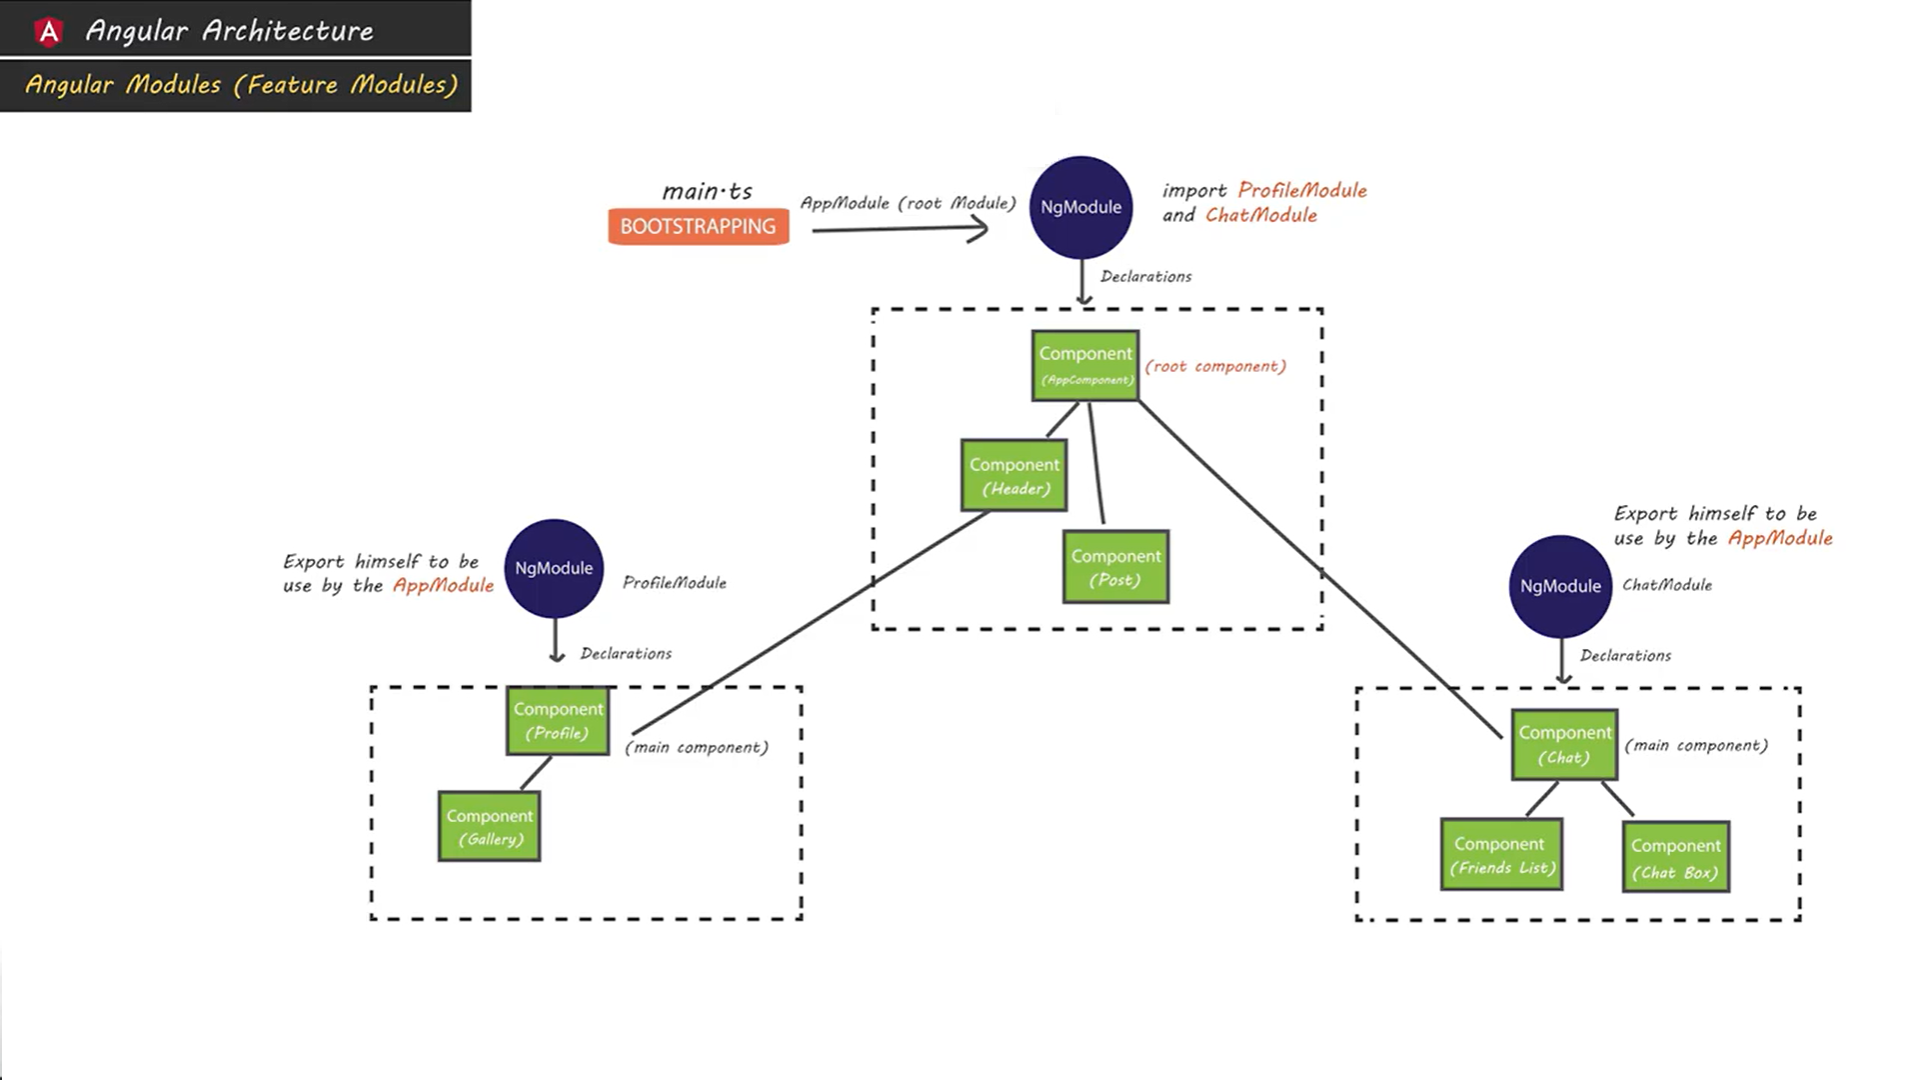 Angular Architecture
Angular Modules (Feature Modules)
main.ts
BOOTSTRAPPING
AppModule (root Module)
NgModule
import ProfileModule
and ChatModule
Declarations
Component
(AppComponent)
(root component)
Component
(Header)
Component
(Post)
Export himself to be
use by the AppModule
NgModule
ProfileModule
Declarations
Component
(Profile)
(main component)
Component
(Gallery)
Export himself to be
use by the AppModule
NgModule
ChatModule
Declarations
Component
(Chat)
(main component)
Component
(Friends List)
Component
(Chat Box)